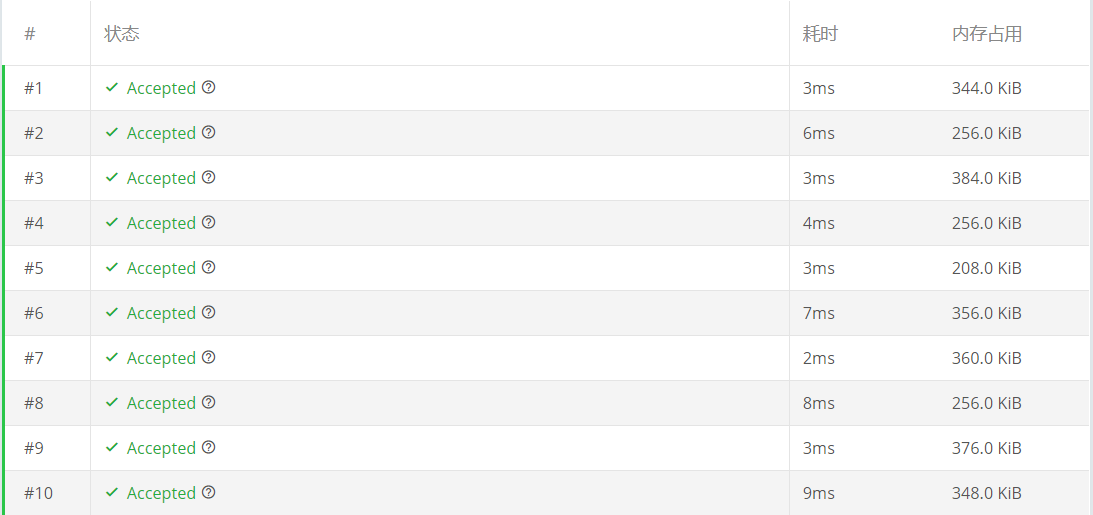 # 状态 耗时 内存占用
#1 Accepted 3ms 344.0 KiB
#2 Accepted 6ms 256.0 KiB
#3 Accepted 3ms 384.0 KiB
#4 Accepted 4ms 256.0 KiB
#5 Accepted 3ms 208.0 KiB
#6 Accepted 7ms 356.0 KiB
#7 Accepted 2ms 360.0 KiB
#8 Accepted 8ms 256.0 KiB
#9 Accepted 3ms 376.0 KiB
#10 Accepted 9ms 348.0 KiB